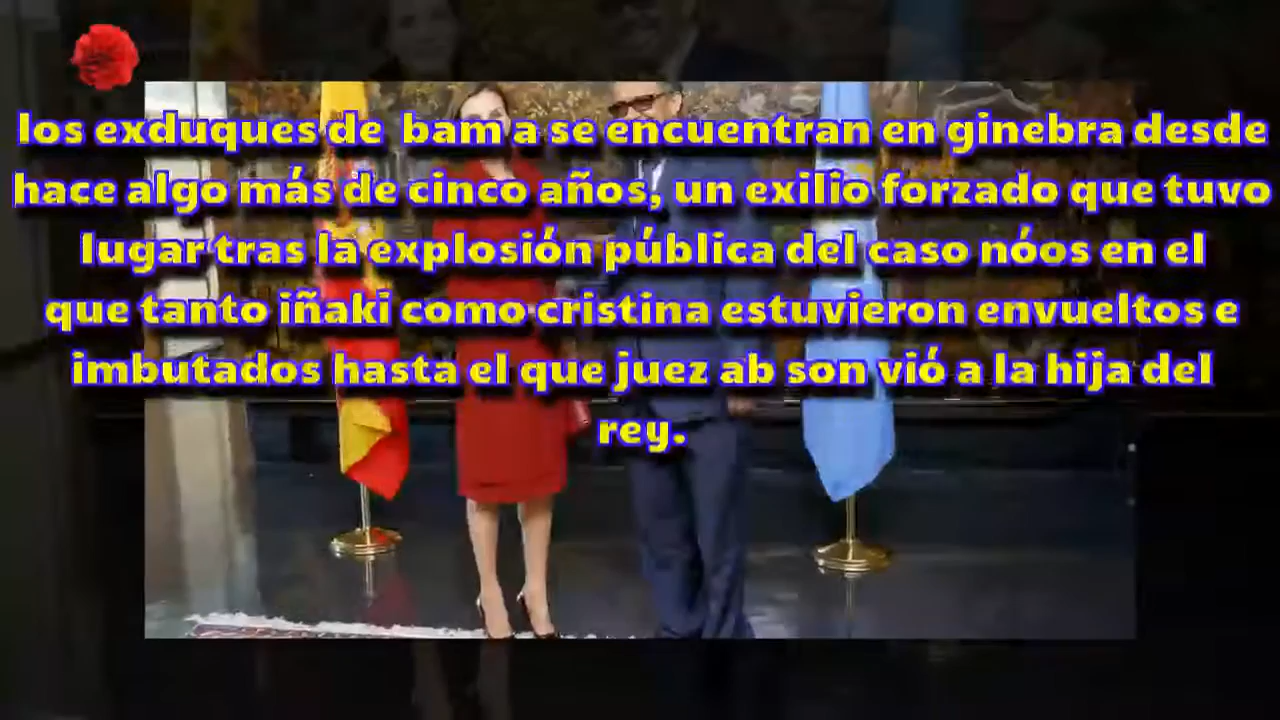 los exduques de bam a se encuentran en ginebra desde
hace algo más de cinco años, un exilio forzado que tuvo
lugar tras la explosión pública del caso nóos en el
que tanto iñaki como cristina estuvieron envueltos e
imbutados hasta el que juez ab son vió a la hija del
rey.